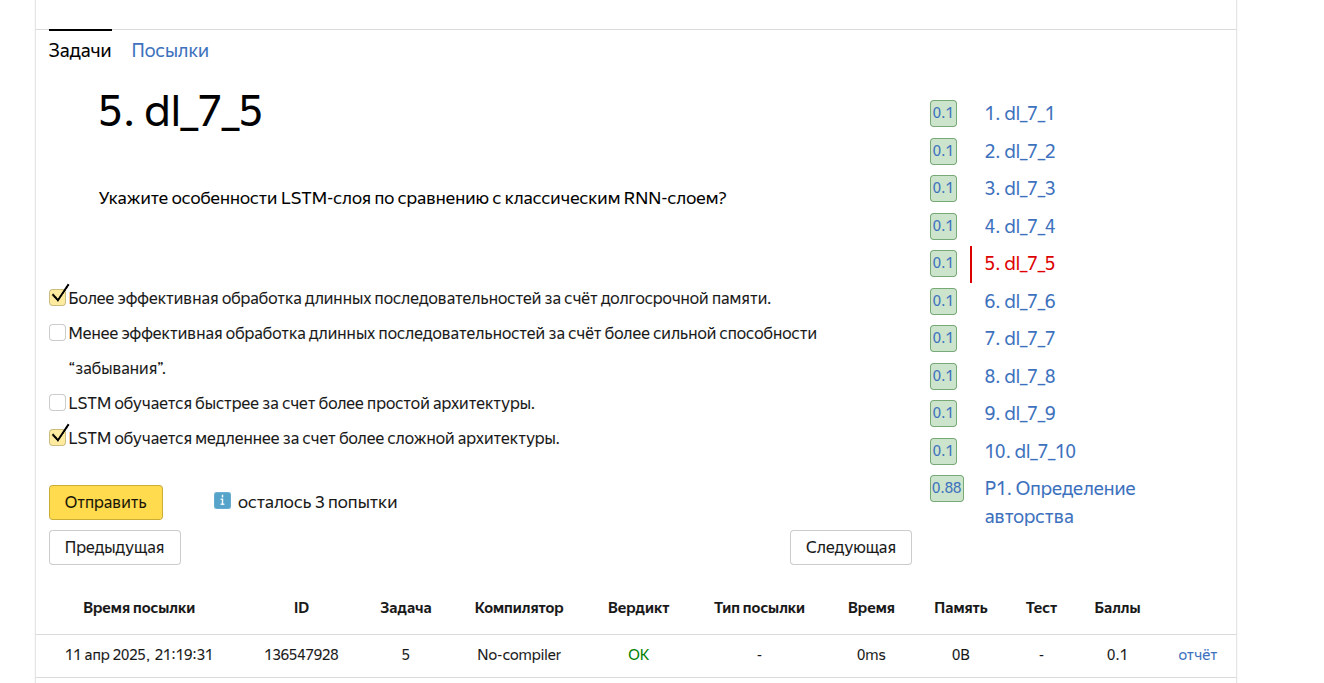 Задачи Посылки
5. dl_7_5
Укажите особенности LSTM-слоя по сравнению с классическим RNN-слоем?
Более эффективная обработка длинных последовательностей за счёт долгосрочной памяти.
Менее эффективная обработка длинных последовательностей за счёт более сильной способности
“забывания”.
LSTM обучается быстрее за счет более простой архитектуры.
LSTM обучается медленнее за счет более сложной архитектуры.
Отправить i осталось 3 попытки
Предыдущая Следующая
0.1 1. dl_7_1
0.1 2. dl_7_2
0.1 3. dl_7_3
0.1 4. dl_7_4
0.1 5. dl_7_5
0.1 6. dl_7_6
0.1 7. dl_7_7
0.1 8. dl_7_8
0.1 9. dl_7_9
0.1 10. dl_7_10
0.88 P1. Определение
авторства
Время посылки ID Задача Компилятор Вердикт Тип посылки Время Память Тест Баллы
11 апр 2025, 21:19:31 136547928 5 No-compiler OK - 0ms 0B - 0.1 отчёт